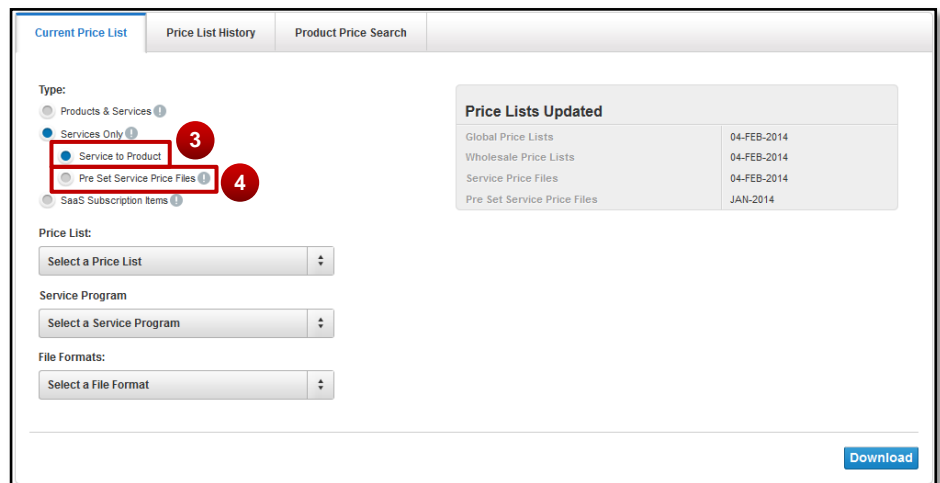 Current Price List Price List History Product Price Search
Type:
Products & Services !
Services Only !
3
Service to Product
Pre Set Service Price Files !
4
SaaS Subscription Items !
Price List:
Select a Price List
Service Program
Select a Service Program
File Formats:
Select a File Format
Price Lists Updated
Global Price Lists 04-FEB-2014
Wholesale Price Lists 04-FEB-2014
Service Price Files 04-FEB-2014
Pre Set Service Price Files JAN-2014
Download